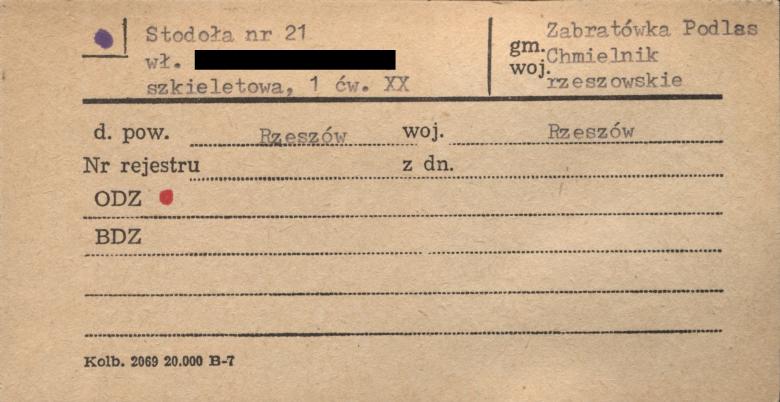 Stodoła nr 21
wł.
szkieletowa, 1 ćw. XX
Zabratówka Podlas
gm. Chmielnik
woj. rzeszowskie
d. pow. Rzeszów woj. Rzeszów
Nr rejestru z dn.
ODZ
BDZ
Kolb. 2069 20.000 B-7